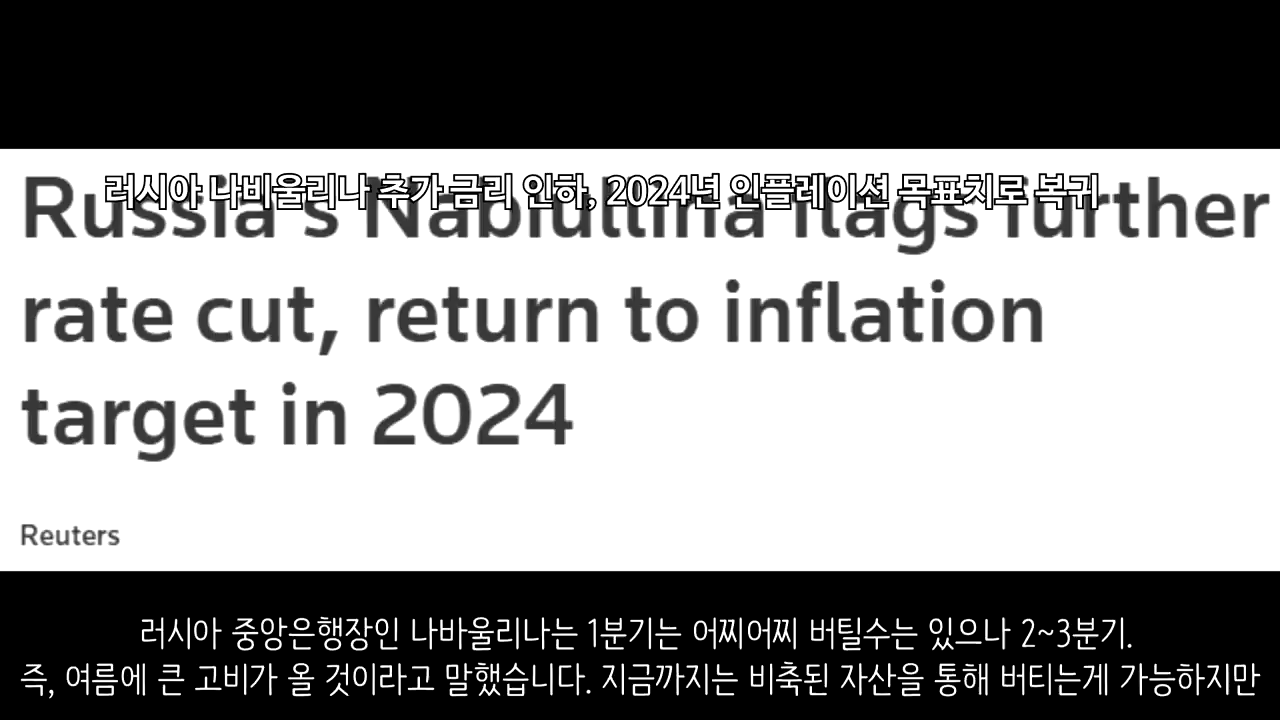 Russia's Nabiullina flags further
러시아 나비울리나 추가 금리 인하, 2024년 인플레이션 목표치로 복귀
rate cut, return to inflation
target in 2024
Reuters
러시아 중앙은행장인 나바울리나는 1분기는 어찌어찌 버틸수는 있으나 2~3분기.
즉, 여름에 큰 고비가 올 것이라고 말했습니다. 지금까지는 비축된 자산을 통해 버티는게 가능하지만